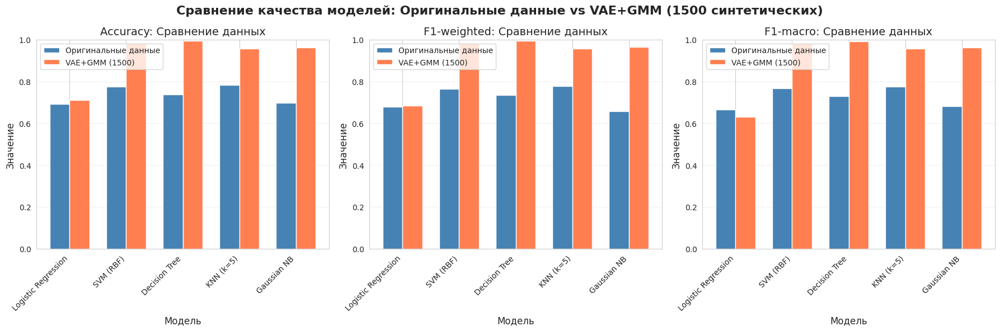 Сравнение качества моделей: Оригинальные данные vs VAE+GMM (1500 синтетических)
Accuracy: Сравнение данных
1.0
0.8
0.6
0.4
0.2
0.0
Значение
Оригинальные данные
VAE+GMM (1500)
Logistic Regression
SVM (RBF)
Decision Tree
KNN (k=5)
Gaussian NB
Модель
F1-weighted: Сравнение данных
1.0
0.8
0.6
0.4
0.2
0.0
Значение
Оригинальные данные
VAE+GMM (1500)
Logistic Regression
SVM (RBF)
Decision Tree
KNN (k=5)
Gaussian NB
Модель
F1-macro: Сравнение данных
1.0
0.8
0.6
0.4
0.2
0.0
Значение
Оригинальные данные
VAE+GMM (1500)
Logistic Regression
SVM (RBF)
Decision Tree
KNN (k=5)
Gaussian NB
Модель